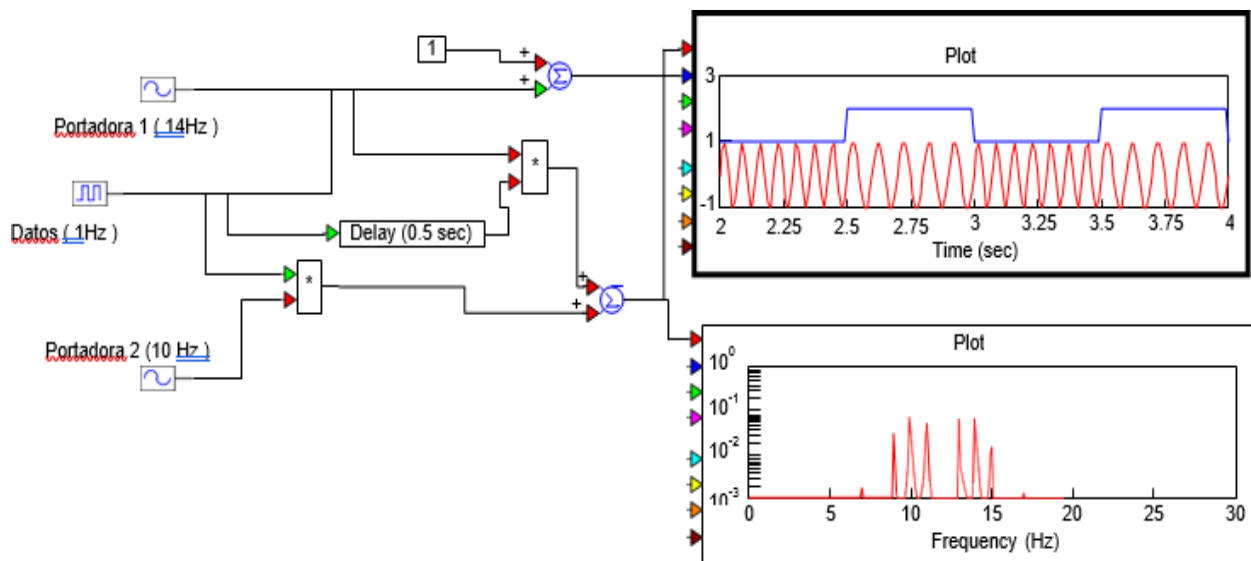 1
+
+
Portadora 1 ( 14Hz )
Datos ( 1Hz )
*
Delay (0.5 sec)
*
+
+
Portadora 2 (10 Hz )
Plot
3
1
-1
2 2.25 2.5 2.75 3 3.25 3.5 3.75 4
Time (sec)
Plot
10^0
10^-1
10^-2
10^-3
0 5 10 15 20 25 30
Frequency (Hz)